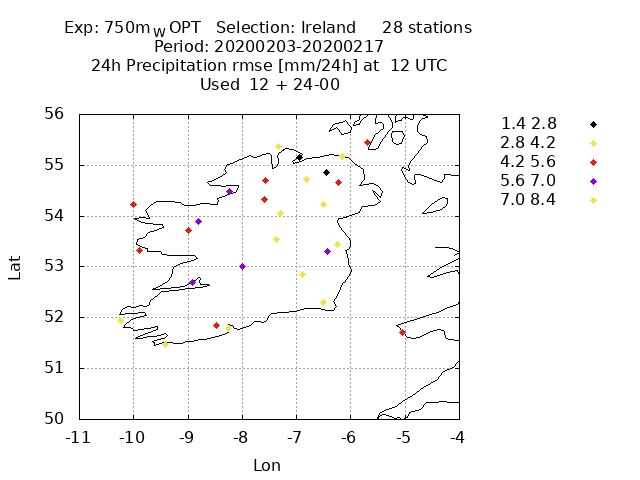 Exp: 750m_W OPT   Selection: Ireland     28 stations
Period: 20200203-20200217
24h Precipitation rmse [mm/24h] at  12 UTC
Used  12 + 24-00
1.4 2.8
2.8 4.2
4.2 5.6
5.6 7.0
7.0 8.4
56
55
54
53
52
51
50
Lat
-11 -10 -9 -8 -7 -6 -5 -4
Lon